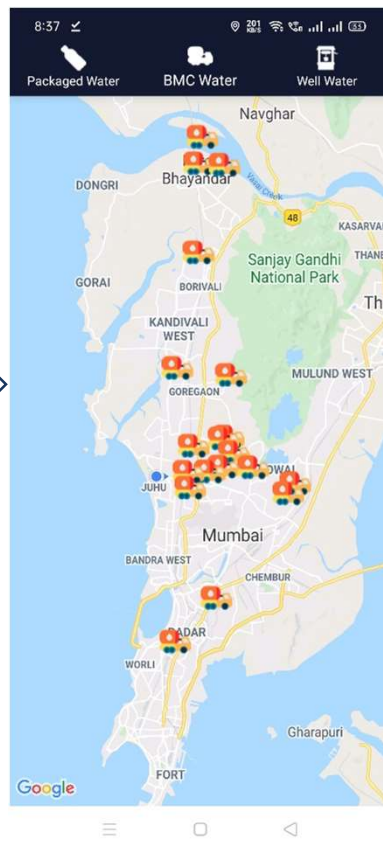 8:37 201 KB/S 33
Packaged Water BMC Water Well Water
Navghar
DONGRI Bhayandar
Vasai Creek
48
KASARVA
Sanjay Gandhi
National Park
THANE
GORAI BORIVALI
Th
KANDIVALI
WEST
MULUND WEST
GOREGAON
OWAI
JUHU
Mumbai
BANDRA WEST
CHEMBUR
DADAR
WORLI
Gharapuri
FORT
Google